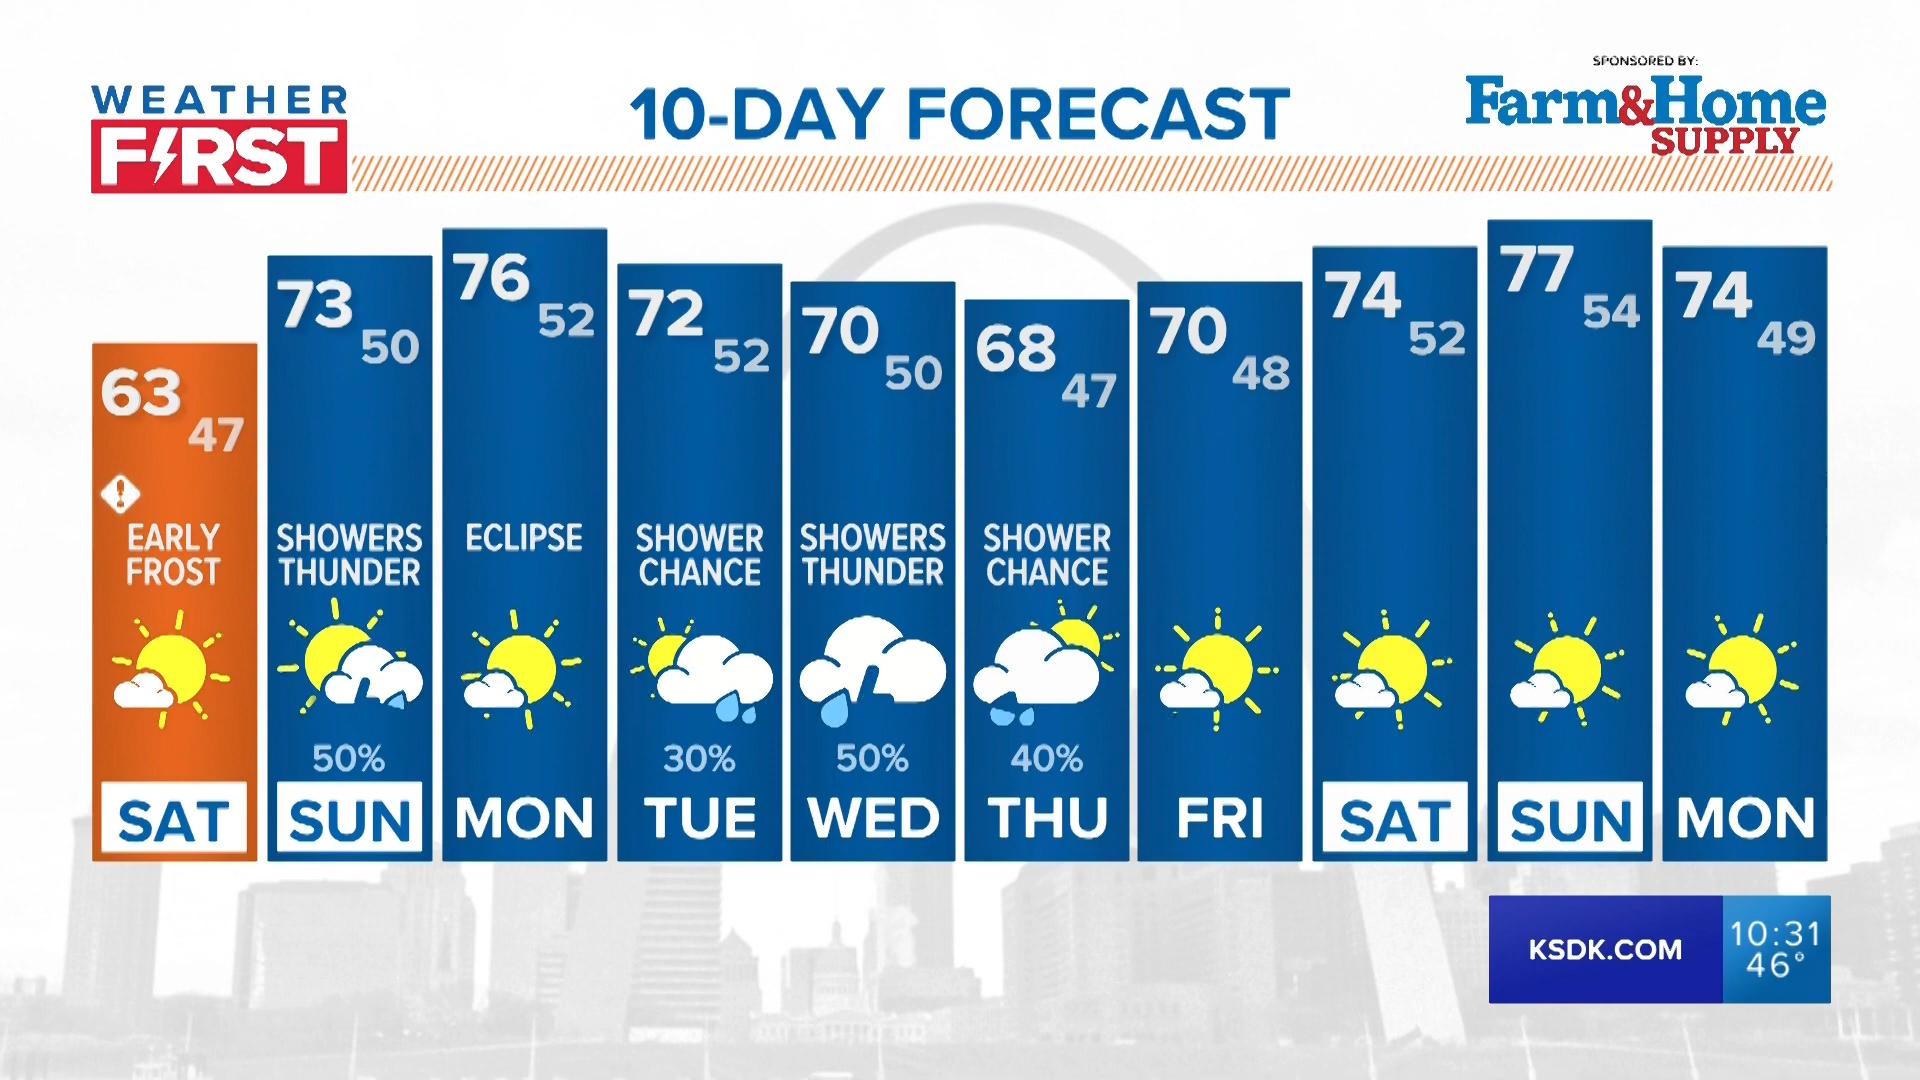 WEATHER
FIRST
10-DAY FORECAST
SPONSORED BY:
Farm&Home
SUPPLY
63
47
EARLY
FROST
SAT
73
50
SHOWERS
THUNDER
50%
SUN
76
52
ECLIPSE
MON
72
52
SHOWER
CHANCE
30%
TUE
70
50
SHOWERS
THUNDER
50%
WED
68
47
SHOWER
CHANCE
40%
THU
70
48
FRI
74
52
SAT
77
54
SUN
74
49
MON
KSDK.COM
10:31
46°